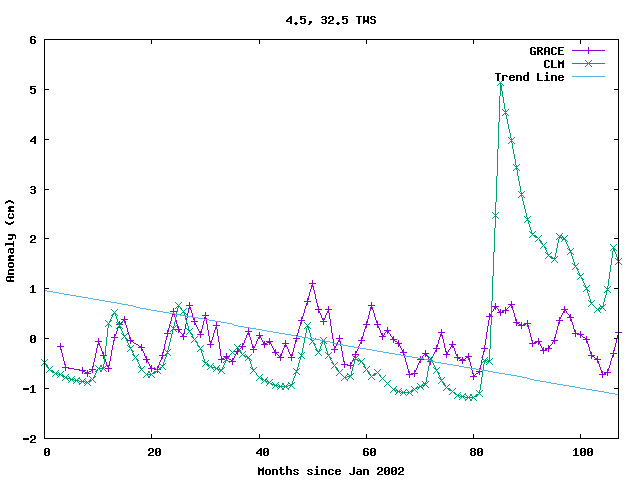 4.5, 32.5 TWS
GRACE
CLM
Trend Line
6
5
4
3
2
1
0
-1
-2
Anomaly (cm)
0 20 40 60 80 100
Months since Jan 2002